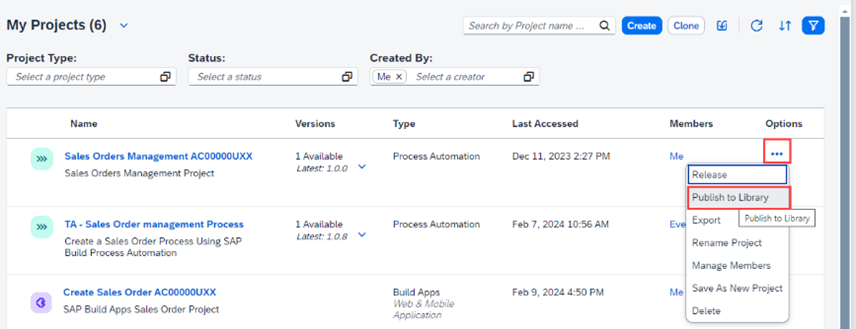 My Projects (6)
Search by Project name ...
Create
Clone
Project Type:
Status:
Created By:
Select a project type
Select a status
Me
Select a creator
Name
Versions
Type
Last Accessed
Members
Options
Sales Orders Management AC00000UXX
1 Available
Process Automation
Dec 11, 2023 2:27 PM
Me
Sales Orders Management Project
Latest: 1.0.0
Release
Publish to Library
Export
Publish to Library
Rename Project
Manage Members
Save As New Project
Delete
TA - Sales Order management Process
1 Available
Process Automation
Feb 7, 2024 10:56 AM
Eve
Create a Sales Order Process Using SAP
Latest: 1.0.8
Build Process Automation
Create Sales Order AC00000UXX
Build Apps
Feb 9, 2024 4:50 PM
Me
Web & Mobile
SAP Build Apps Sales Order Project
Application